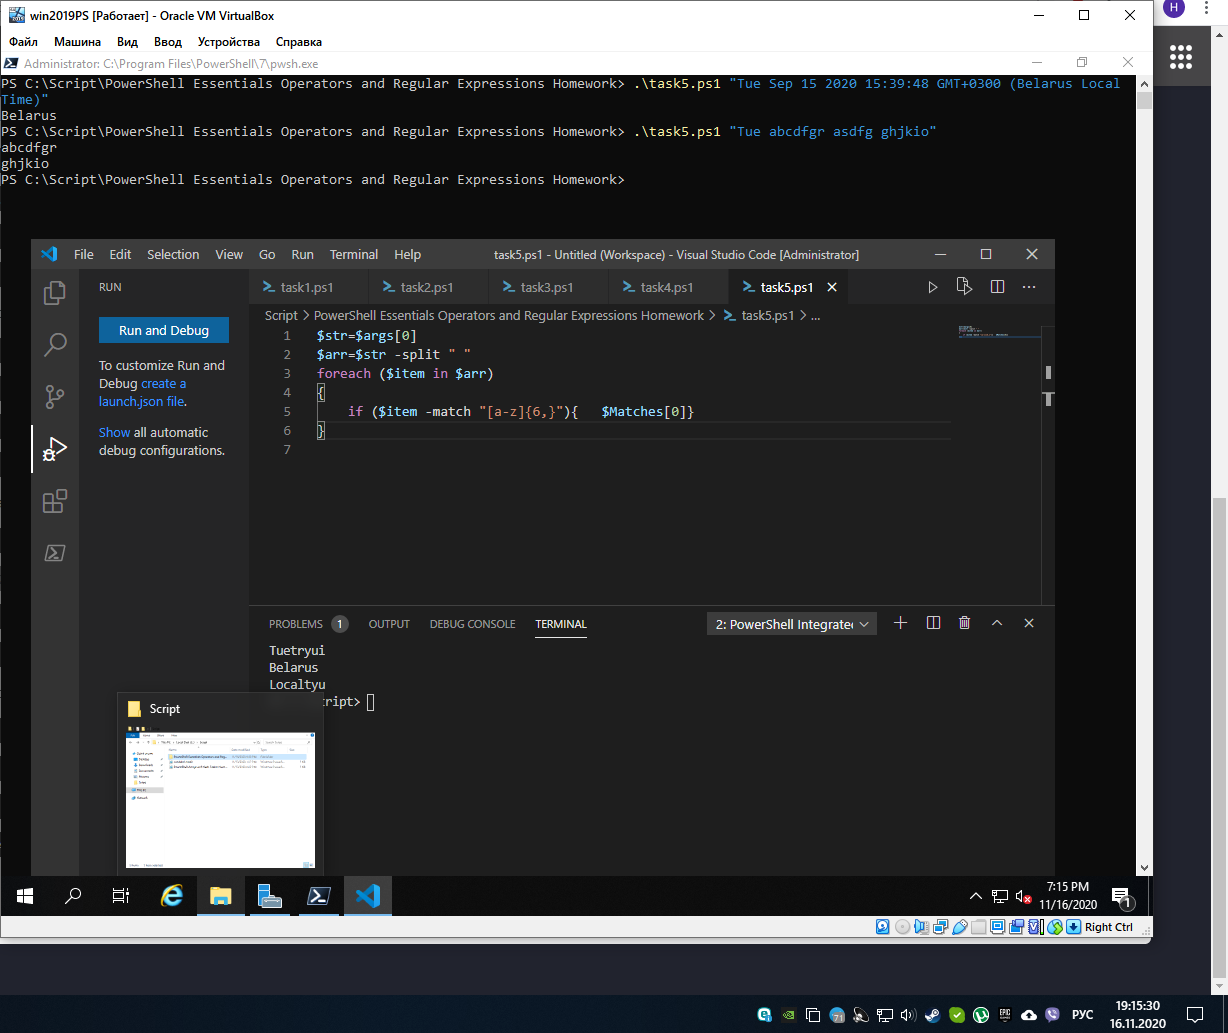 H
win2019PS [Работает] - Oracle VM VirtualBox
Файл Машина Вид Ввод Устройства Справка
Administrator: C:\Program Files\PowerShell\7\pwsh.exe
PS C:\Script\PowerShell Essentials Operators and Regular Expressions Homework> .\task5.ps1 "Tue Sep 15 2020 15:39:48 GMT+0300 (Belarus Local
Time)"
Belarus
PS C:\Script\PowerShell Essentials Operators and Regular Expressions Homework> .\task5.ps1 "Tue abcdfgr asdfg ghjkio"
abcdfgr
ghjkio
PS C:\Script\PowerShell Essentials Operators and Regular Expressions Homework>
File Edit Selection View Go Run Terminal Help
task5.ps1 - Untitled (Workspace) - Visual Studio Code [Administrator]
RUN
task1.ps1 task2.ps1 task3.ps1 task4.ps1 task5.ps1
Script > PowerShell Essentials Operators and Regular Expressions Homework > task5.ps1 > ...
Run and Debug
To customize Run and
Debug create a
launch.json file.
Show all automatic
debug configurations.
1 $str=$args[0]
2 $arr=$str -split " "
3 foreach ($item in $arr)
4 {
5 if ($item -match "[a-z]{6,}"){ $Matches[0]}
6 }
7
PROBLEMS 1 OUTPUT DEBUG CONSOLE TERMINAL
2: PowerShell Integrated
Tuetryui
Belarus
Localtyu
cript>
Script
7:15 PM
11/16/2020
1
Right Ctrl
71
EPIC
РУС
19:15:30
16.11.2020